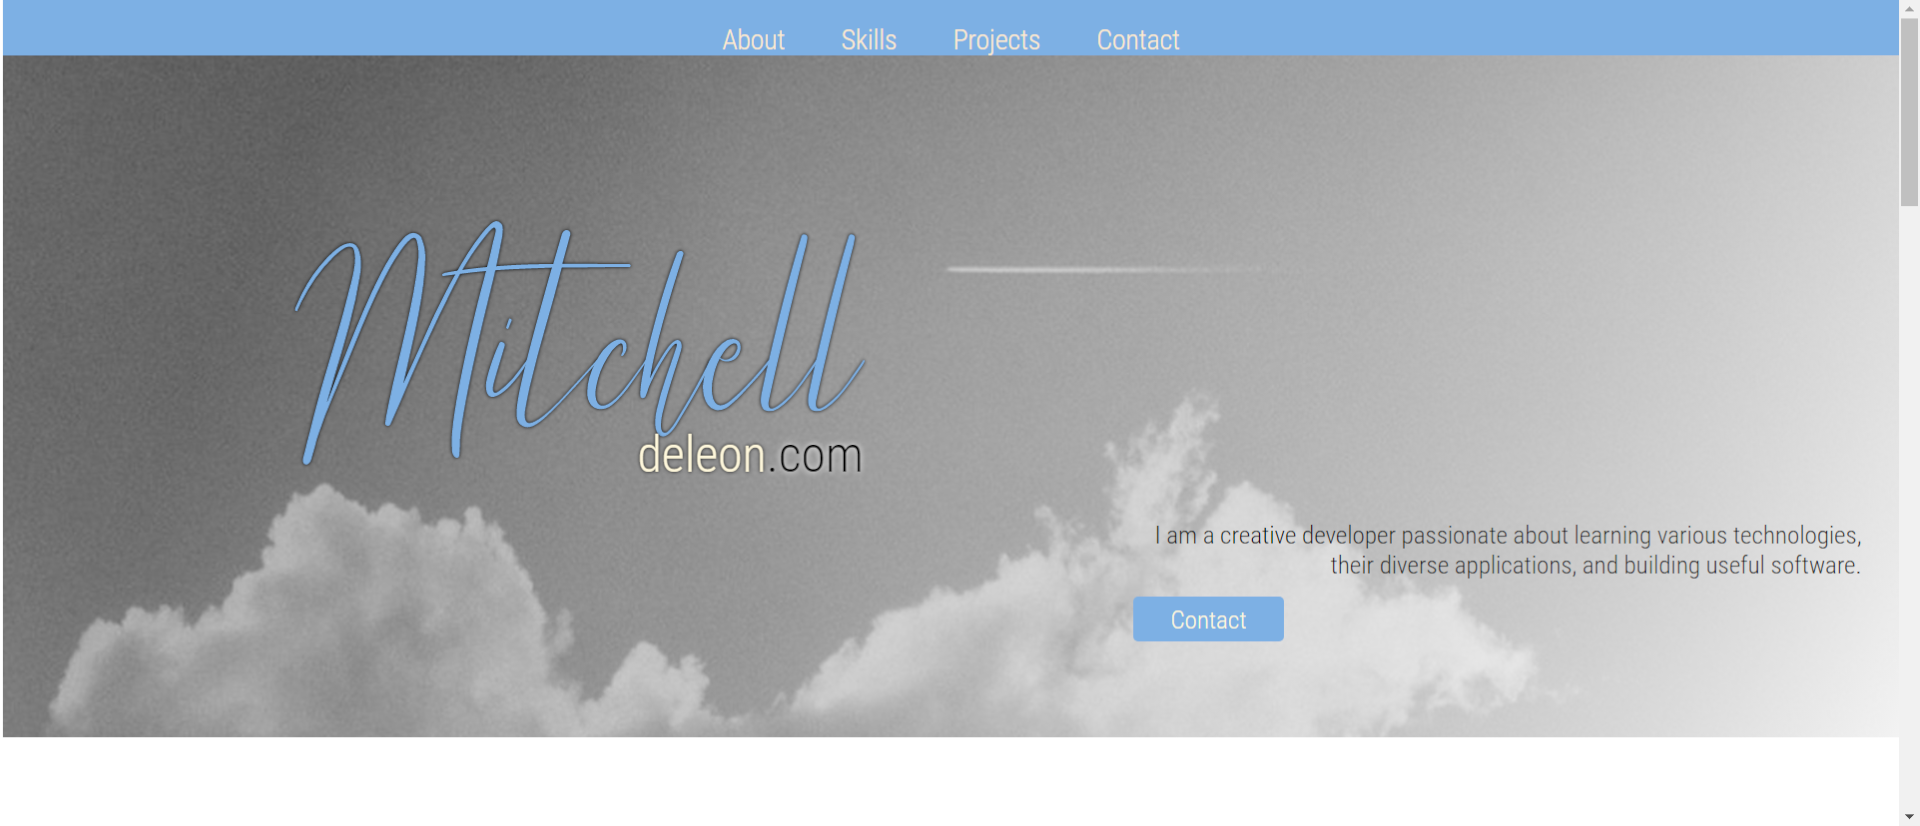 About Skills Projects Contact
Mitchell
deleon.com
I am a creative developer passionate about learning various technologies,
their diverse applications, and building useful software.
Contact